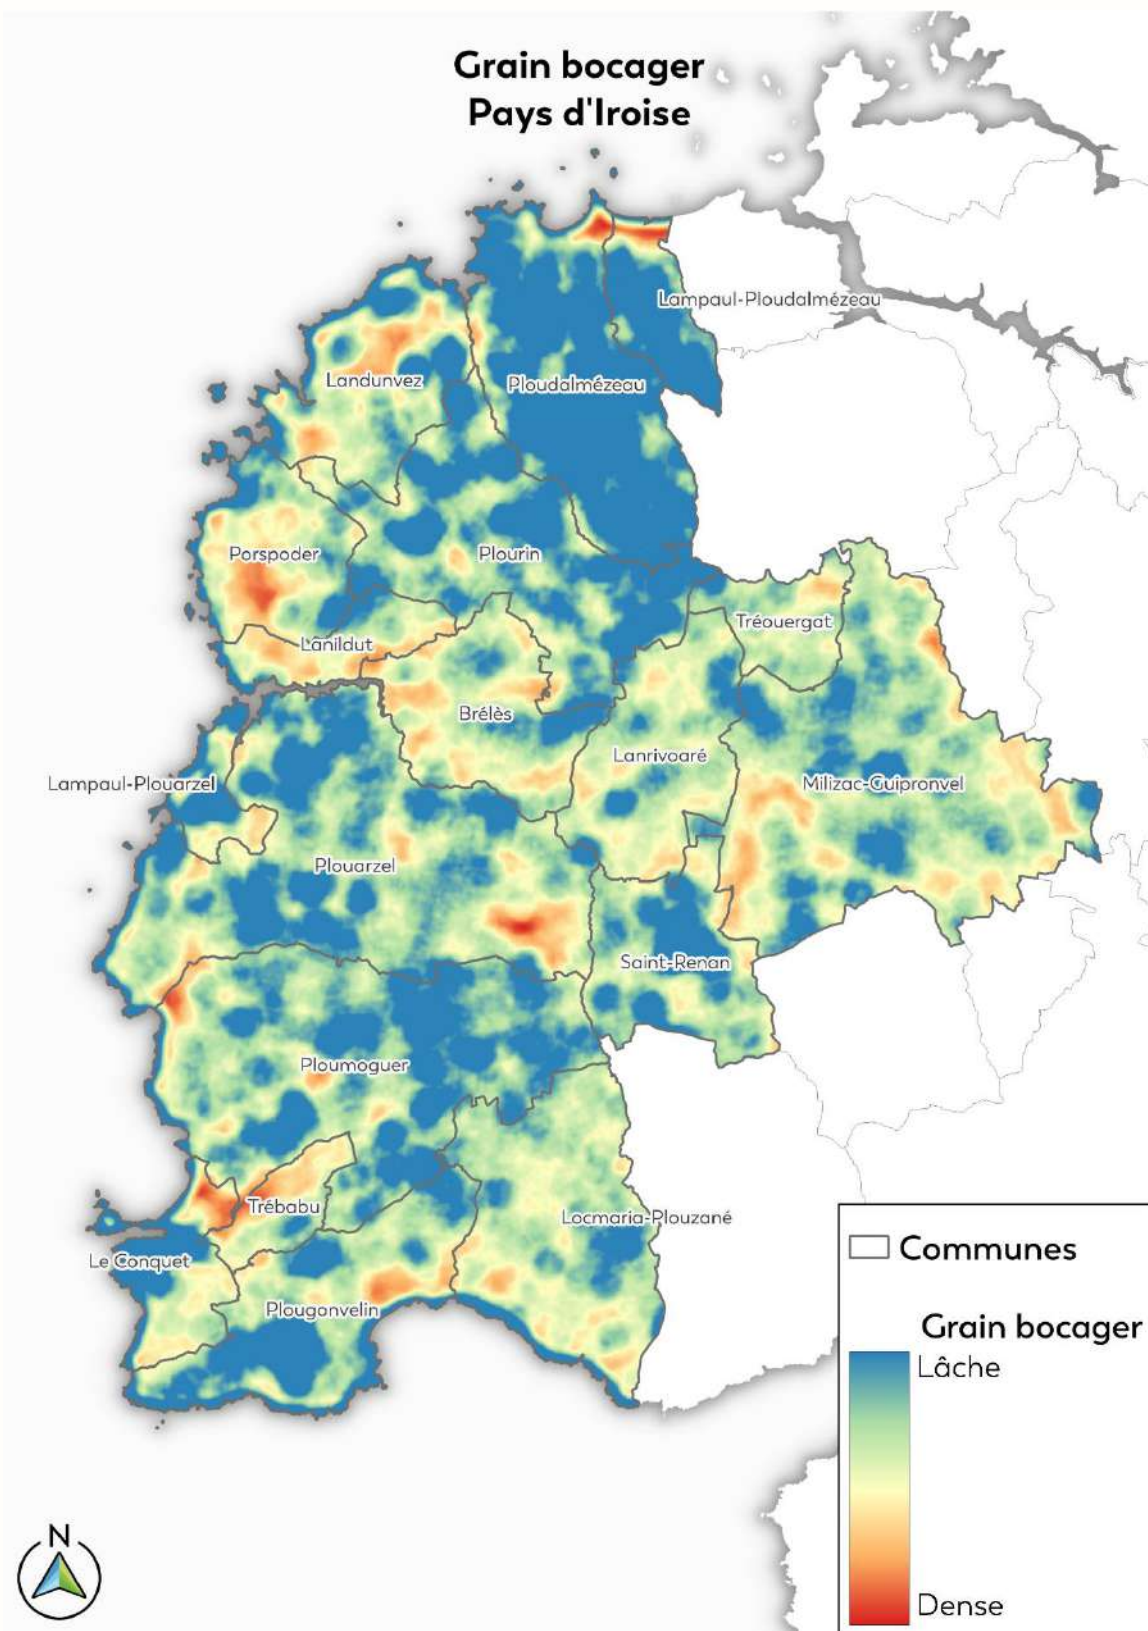 Grain bocager
Pays d'Iroise
Lampaul-Ploudalmézeau
Landunvez
Ploudalmézeau
Porspoder
Plourin
Tréouergat
Lanildut
Brélès
Lanrivoaré
Lampaul-Plouarzel
Milizac-Guipronvel
Plouarzel
Saint-Renan
Ploumoguer
Trébabu
Locmaria-Plouzané
Le Conquet
Plougonvelin
Communes
Grain bocager
Lâche
Dense
N